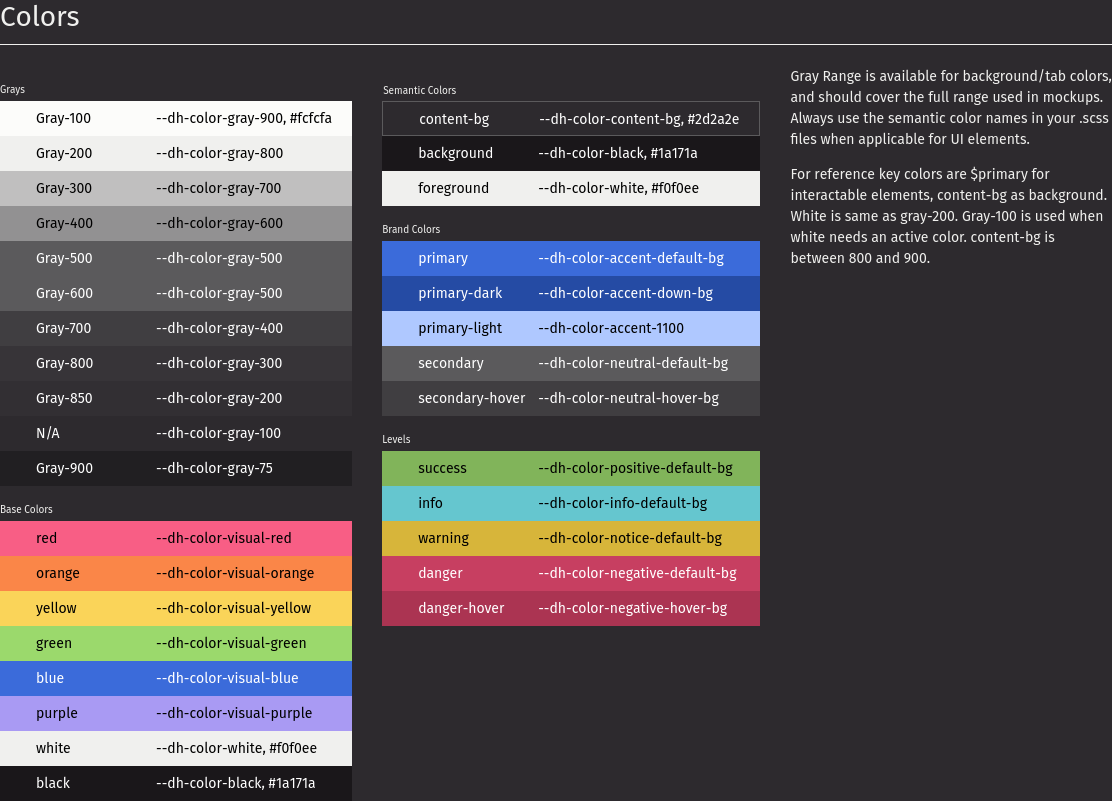 Colors
Grays
Gray-100 --dh-color-gray-900, #fcfcfa
Gray-200 --dh-color-gray-800
Gray-300 --dh-color-gray-700
Gray-400 --dh-color-gray-600
Gray-500 --dh-color-gray-500
Gray-600 --dh-color-gray-500
Gray-700 --dh-color-gray-400
Gray-800 --dh-color-gray-300
Gray-850 --dh-color-gray-200
N/A --dh-color-gray-100
Gray-900 --dh-color-gray-75
Base Colors
red --dh-color-visual-red
orange --dh-color-visual-orange
yellow --dh-color-visual-yellow
green --dh-color-visual-green
blue --dh-color-visual-blue
purple --dh-color-visual-purple
white --dh-color-white, #f0f0ee
black --dh-color-black, #1a171a
Semantic Colors
content-bg --dh-color-content-bg, #2d2a2e
background --dh-color-black, #1a171a
foreground --dh-color-white, #f0f0ee
Brand Colors
primary --dh-color-accent-default-bg
primary-dark --dh-color-accent-down-bg
primary-light --dh-color-accent-1100
secondary --dh-color-neutral-default-bg
secondary-hover --dh-color-neutral-hover-bg
Levels
success --dh-color-positive-default-bg
info --dh-color-info-default-bg
warning --dh-color-notice-default-bg
danger --dh-color-negative-default-bg
danger-hover --dh-color-negative-hover-bg
Gray Range is available for background/tab colors,
and should cover the full range used in mockups.
Always use the semantic color names in your .scss
files when applicable for UI elements.
For reference key colors are $primary for
interactable elements, content-bg as background.
White is same as gray-200. Gray-100 is used when
white needs an active color. content-bg is
between 800 and 900.